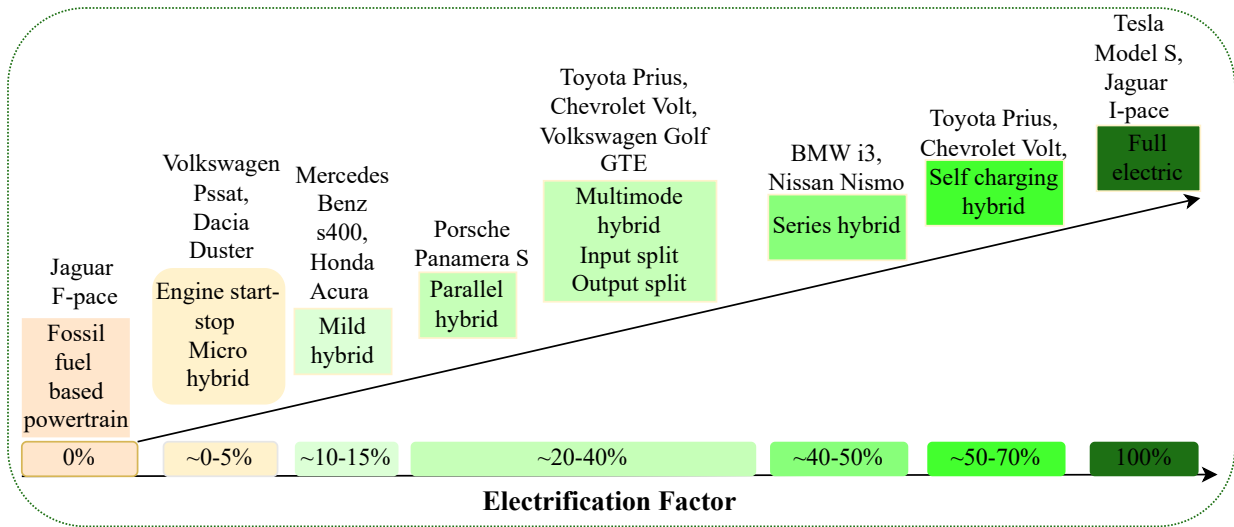 Jaguar
F-pace
Fossil
fuel
based
powertrain
0%
Volkswagen
Pssat,
Dacia
Duster
Engine start-
stop
Micro
hybrid
~0-5%
Mercedes
Benz
s400,
Honda
Acura
Mild
hybrid
~10-15%
Porsche
Panamera S
Parallel
hybrid
Toyota Prius,
Chevrolet Volt,
Volkswagen Golf
GTE
Multimode
hybrid
Input split
Output split
~20-40%
BMW i3,
Nissan Nismo
Series hybrid
~40-50%
Toyota Prius,
Chevrolet Volt,
Self charging
hybrid
~50-70%
Tesla
Model S,
Jaguar
I-pace
Full
electric
100%
Electrification Factor